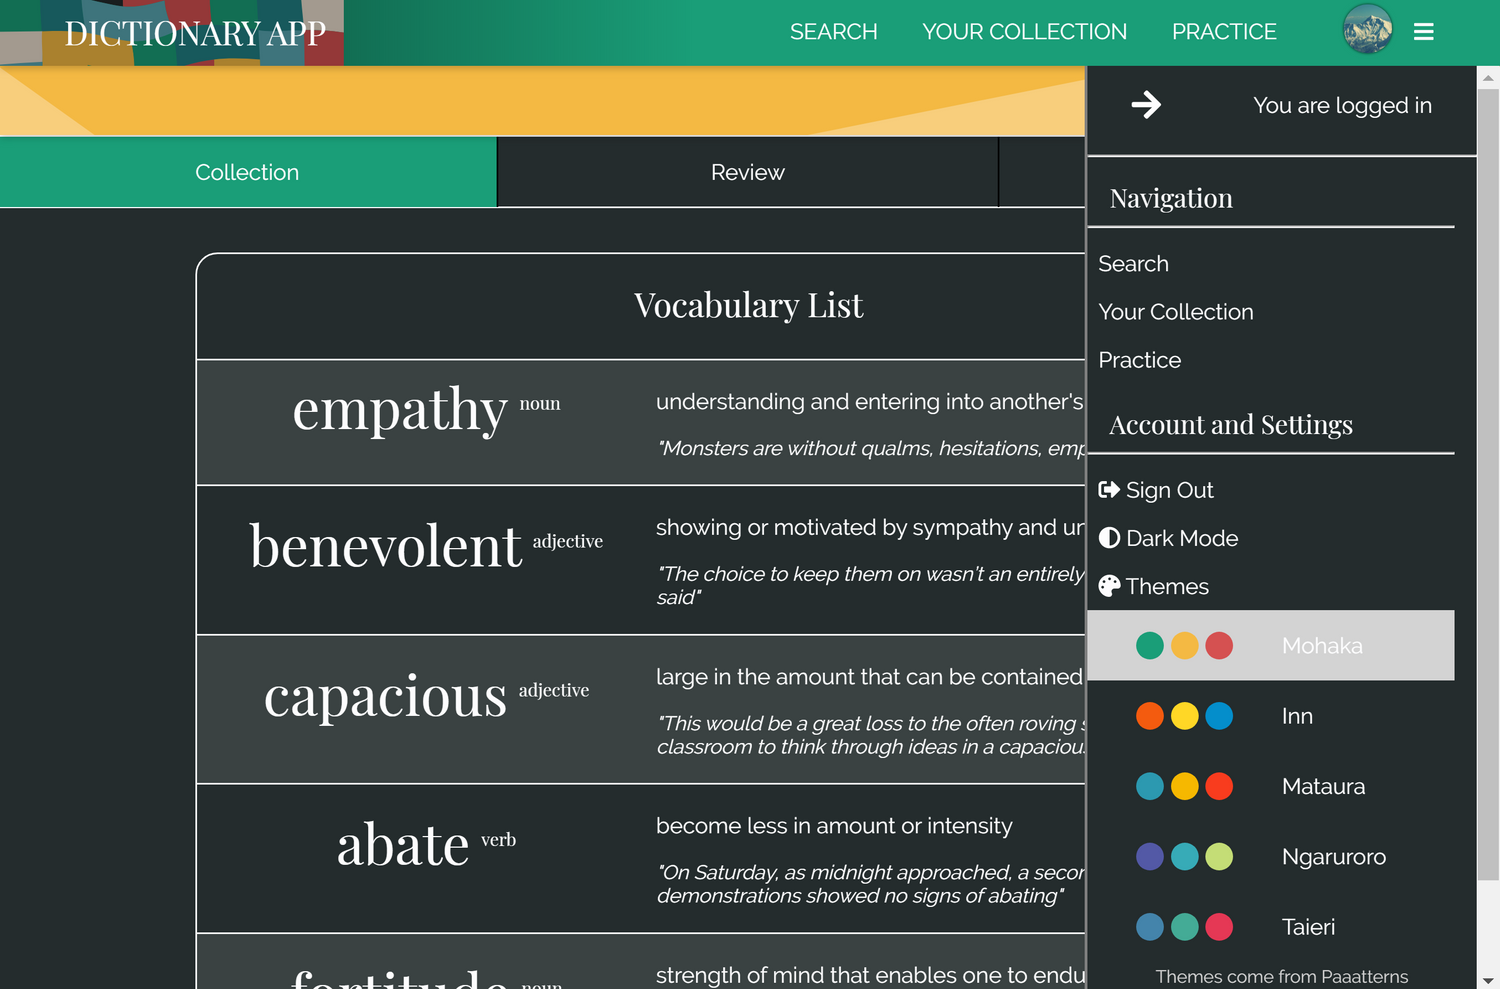 DICTIONARY APP
SEARCH
YOUR COLLECTION
PRACTICE
You are logged in
Collection
Review
Navigation
Search
Your Collection
Practice
Account and Settings
Sign Out
Dark Mode
Themes
Mohaka
Inn
Mataura
Ngaruroro
Taieri
Themes come from Paaatterns
Vocabulary List
empathy noun
understanding and entering into another's
"Monsters are without qualms, hesitations,
benevolent adjective
showing or motivated by sympathy and
"The choice to keep them on wasn't an entirely
said"
capacious adjective
large in the amount that can be contained
"This would be a great loss to the often roving
classroom to think through ideas in a
abate verb
become less in amount or intensity
"On Saturday, as midnight approached, a
demonstrations showed no signs of abating"
fortitude noun
strength of mind that enables one to